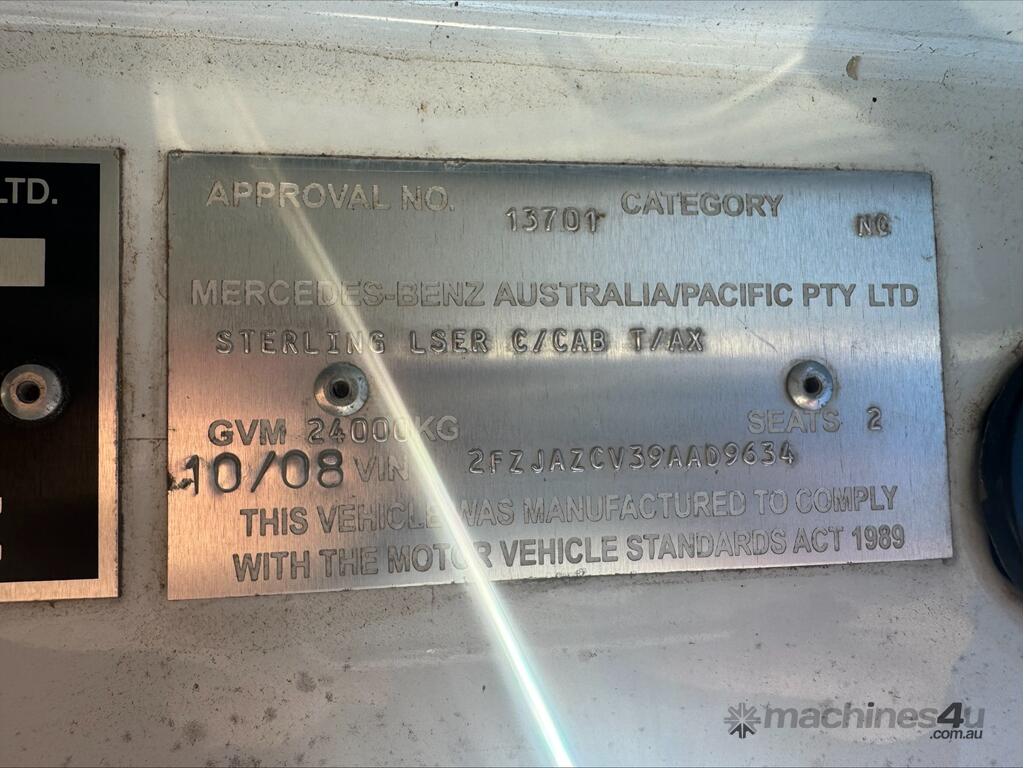 LTD.
APPROVAL NO. 13701 CATEGORY NC
MERCEDES-BENZ AUSTRALIA/PACIFIC PTY LTD
STERLING LSER C/CAB T/AX
GVM 24000KG SEATS 2
10/08 VIN 2FZJAZCV39AAD9634
THIS VEHICLE WAS MANUFACTURED TO COMPLY
WITH THE MOTOR VEHICLE STANDARDS ACT 1989
machines4u
.com.au